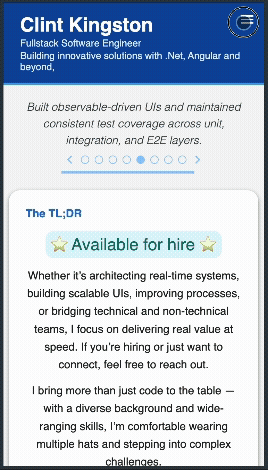 Clint Kingston
Fullstack Software Engineer
Building innovative solutions with .Net, Angular and
beyond,
Built observable-driven UIs and maintained
consistent test coverage across unit,
integration, and E2E layers.
The TL;DR
Available for hire
Whether it's architecting real-time systems,
building scalable UIs, improving processes,
or bridging technical and non-technical
teams, I focus on delivering real value at
speed. If you're hiring or just want to
connect, feel free to reach out.
I bring more than just code to the table —
with a diverse background and wide-
ranging skills, I'm comfortable wearing
multiple hats and stepping into complex
challenges.